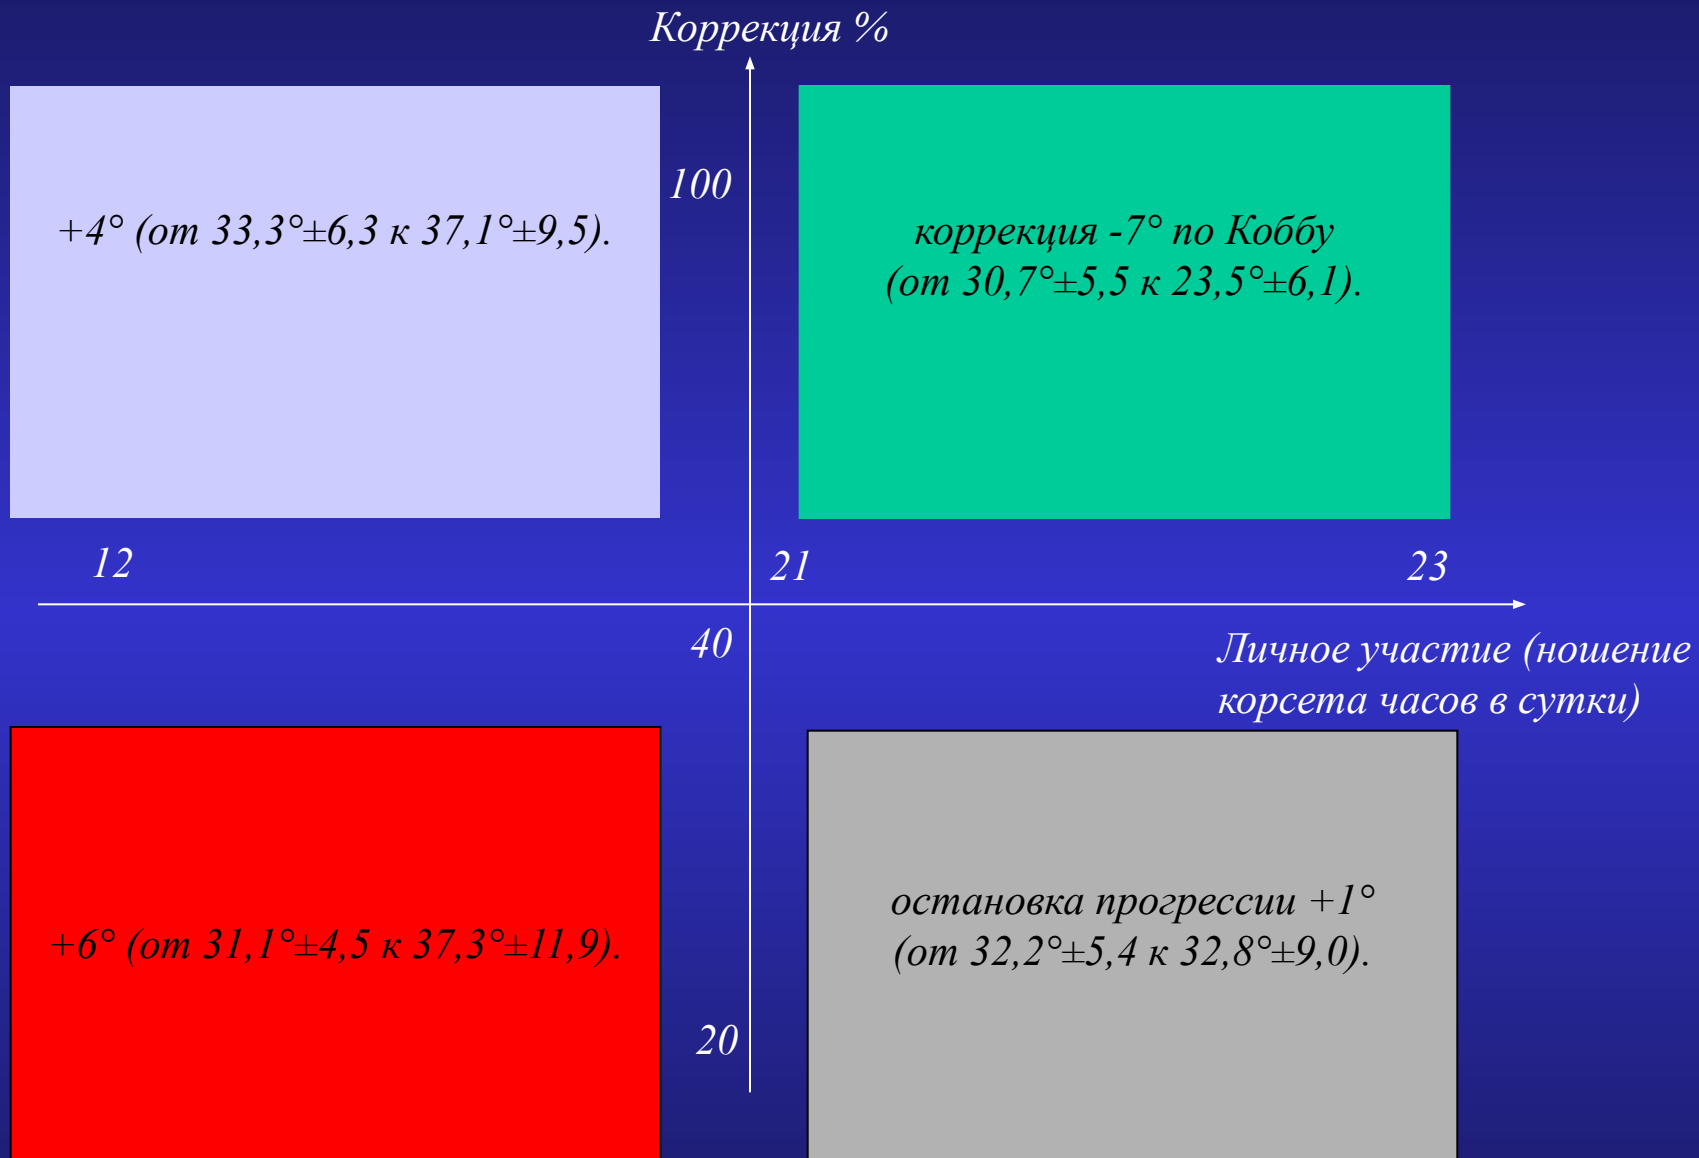 Коррекция %
+4° (от 33,3°±6,3 к 37,1°±9,5).
100
коррекция -7° по Коббу
(от 30,7°±5,5 к 23,5°±6,1).
12
21
23
40
Личное участие (ношение
корсета часов в сутки)
+6° (от 31,1°±4,5 к 37,3°±11,9).
остановка прогрессии +1°
(от 32,2°±5,4 к 32,8°±9,0).
20